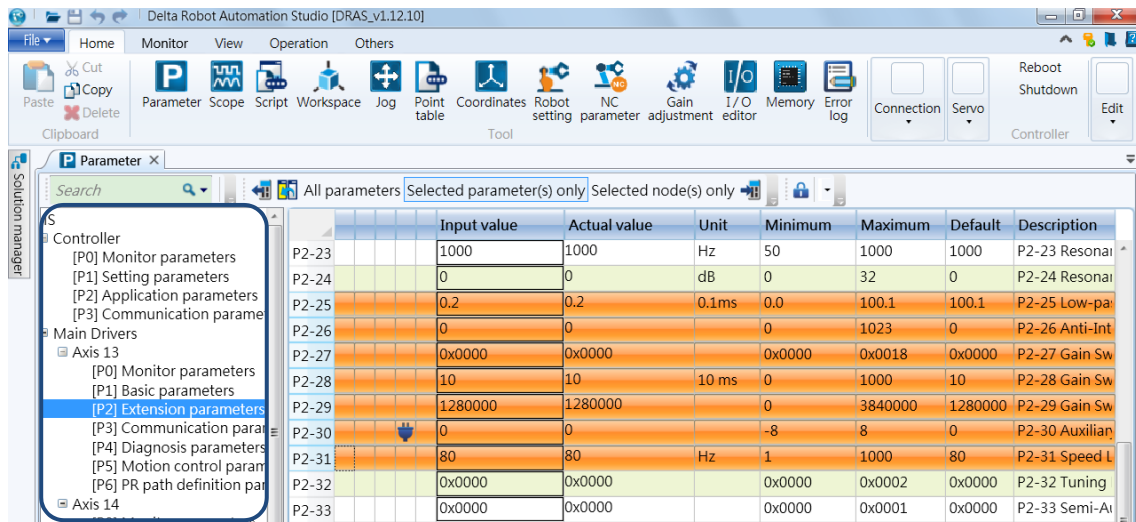 Delta Robot Automation Studio [DRAS_v1.12.10]
File Home Monitor View Operation Others
Paste Cut Copy Delete
Clipboard
Parameter Scope Script Workspace Jog Point table Coordinates Robot setting NC parameter Gain adjustment I/O editor Memory Error log
Tool
Connection Servo
Reboot
Shutdown
Controller
Edit
Solution manager
P Parameter ×
Search All parameters Selected parameter(s) only Selected node(s) only
Controller
[P0] Monitor parameters
[P1] Setting parameters
[P2] Application parameters
[P3] Communication parame
Main Drivers
Axis 13
[P0] Monitor parameters
[P1] Basic parameters
[P2] Extension parameters
[P3] Communication parar
[P4] Diagnosis parameters
[P5] Motion control param
[P6] PR path definition par
Axis 14
Input value Actual value Unit Minimum Maximum Default Description
P2-23 1000 1000 Hz 50 1000 1000 P2-23 Resonar
P2-24 0 0 dB 0 32 0 P2-24 Resonar
P2-25 0.2 0.2 0.1ms 0.0 100.1 100.1 P2-25 Low-pa
P2-26 0 0 0 1023 0 P2-26 Anti-Int
P2-27 0x0000 0x0000 0x0000 0x0018 0x0000 P2-27 Gain Sw
P2-28 10 10 10 ms 0 1000 10 P2-28 Gain Sw
P2-29 1280000 1280000 0 3840000 1280000 P2-29 Gain Sw
P2-30 0 0 -8 8 0 P2-30 Auxiliar
P2-31 80 80 Hz 1 1000 80 P2-31 Speed L
P2-32 0x0000 0x0000 0x0000 0x0002 0x0000 P2-32 Tuning
P2-33 0x0000 0x0000 0x0000 0x0001 0x0000 P2-33 Semi-A